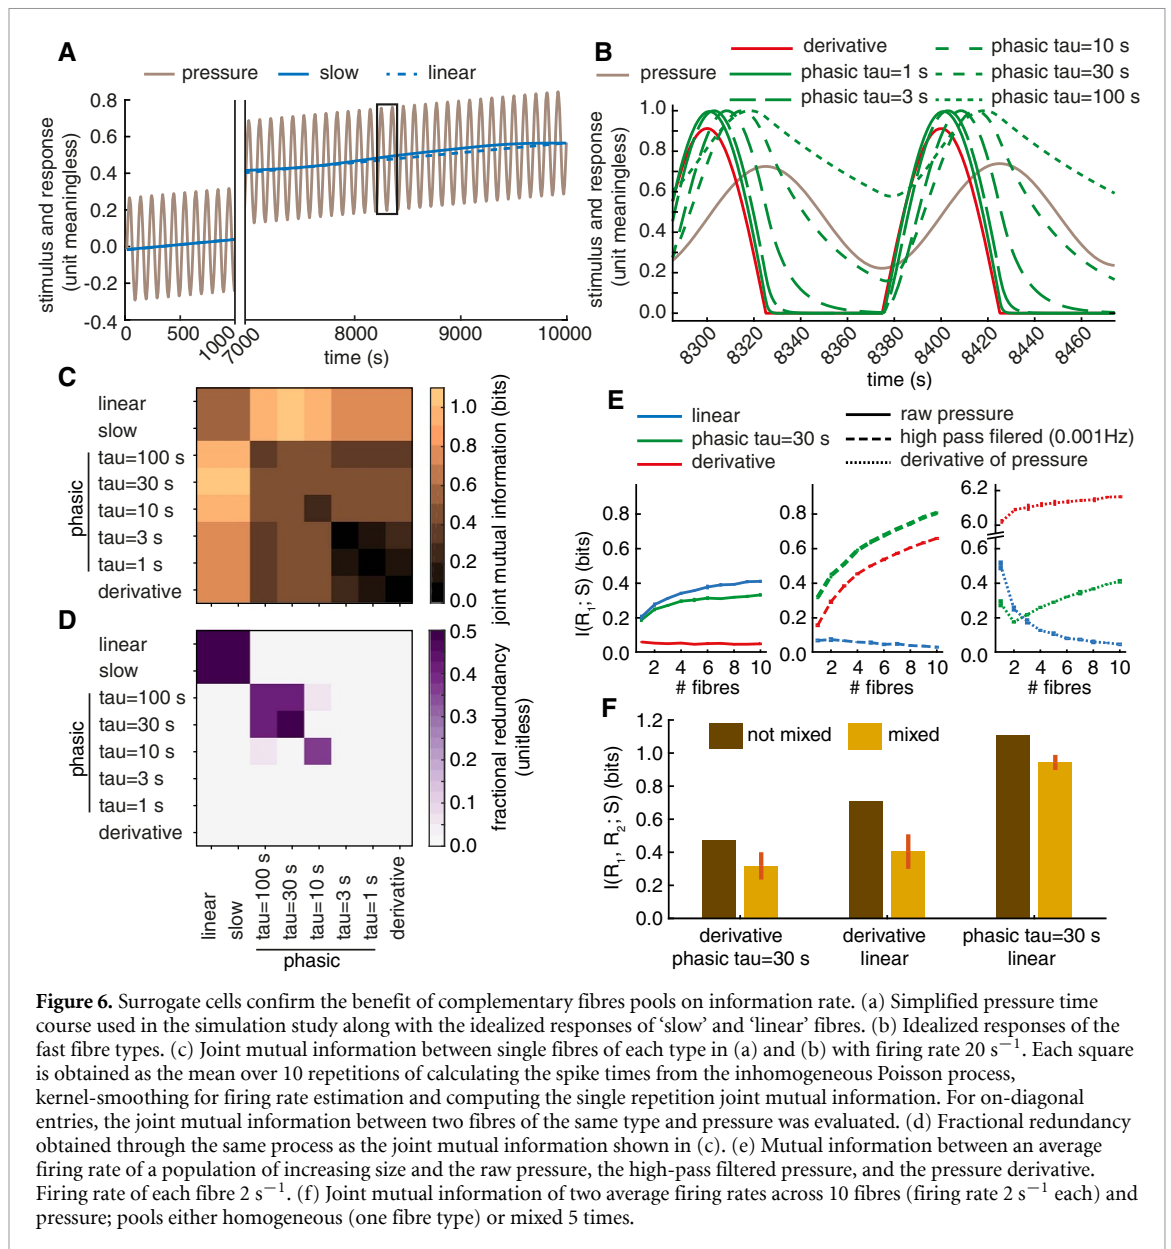 A
pressure
slow
linear
stimulus and response
(unit meaningless)
0.8
0.6
0.4
0.2
0.0
-0.2
-0.4
0
500
1000
7000
8000
9000
10000
time (s)
B
pressure
derivative
phasic tau=1 s
phasic tau=3 s
phasic tau=10 s
phasic tau=30 s
phasic tau=100 s
stimulus and response
(unit meaningless)
1.0
0.8
0.6
0.4
0.2
0.0
8300
8320
8340
8360
8380
8400
8420
8440
8460
time (s)
C
linear
slow
tau=100 s
tau=30 s
tau=10 s
tau=3 s
tau=1 s
derivative
phasic
1.0
0.8
0.6
0.4
0.2
0.0
joint mutual information (bits)
D
linear
slow
tau=100 s
tau=30 s
tau=10 s
tau=3 s
tau=1 s
derivative
phasic
0.5
0.4
0.3
0.2
0.1
0.0
fractional redundancy
(unitless)
linear
slow
tau=100 s
tau=30 s
tau=10 s
tau=3 s
tau=1 s
derivative
phasic
E
linear
phasic tau=30 s
derivative
raw pressure
high pass filered (0.001Hz)
derivative of pressure
I(R1; S) (bits)
0.8
0.6
0.4
0.2
0.0
2 4 6 8 10
# fibres
0.8
0.6
0.4
0.2
0.0
2 4 6 8 10
# fibres
6.2
6.0
0.6
0.4
0.2
0.0
2 4 6 8 10
# fibres
F
not mixed
mixed
I(R1, R2; S) (bits)
1.2
1.0
0.8
0.6
0.4
0.2
0.0
derivative
phasic tau=30 s
derivative
linear
phasic tau=30 s
linear
Figure 6. Surrogate cells confirm the benefit of complementary fibres pools on information rate. (a) Simplified pressure time
course used in the simulation study along with the idealized responses of ‘slow’ and ‘linear’ fibres. (b) Idealized responses of the
fast fibre types. (c) Joint mutual information between single fibres of each type in (a) and (b) with firing rate 20 s−1. Each square
is obtained as the mean over 10 repetitions of calculating the spike times from the inhomogeneous Poisson process,
kernel-smoothing for firing rate estimation and computing the single repetition joint mutual information. For on-diagonal
entries, the joint mutual information between two fibres of the same type and pressure was evaluated. (d) Fractional redundancy
obtained through the same process as the joint mutual information shown in (c). (e) Mutual information between an average
firing rate of a population of increasing size and the raw pressure, the high-pass filtered pressure, and the pressure derivative.
Firing rate of each fibre 2 s−1. (f) Joint mutual information of two average firing rates across 10 fibres (firing rate 2 s−1 each) and
pressure; pools either homogeneous (one fibre type) or mixed 5 times.